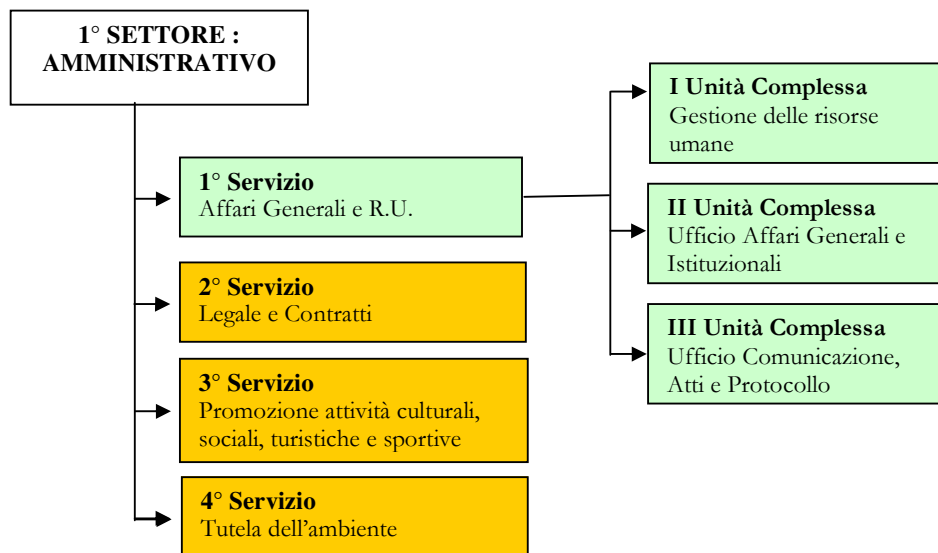 1° SETTORE :
AMMINISTRATIVO
1° Servizio
Affari Generali e R.U.
2° Servizio
Legale e Contratti
3° Servizio
Promozione attività culturali,
sociali, turistiche e sportive
4° Servizio
Tutela dell’ambiente
I Unità Complessa
Gestione delle risorse
umane
II Unità Complessa
Ufficio Affari Generali e
Istituzionali
III Unità Complessa
Ufficio Comunicazione,
Atti e Protocollo